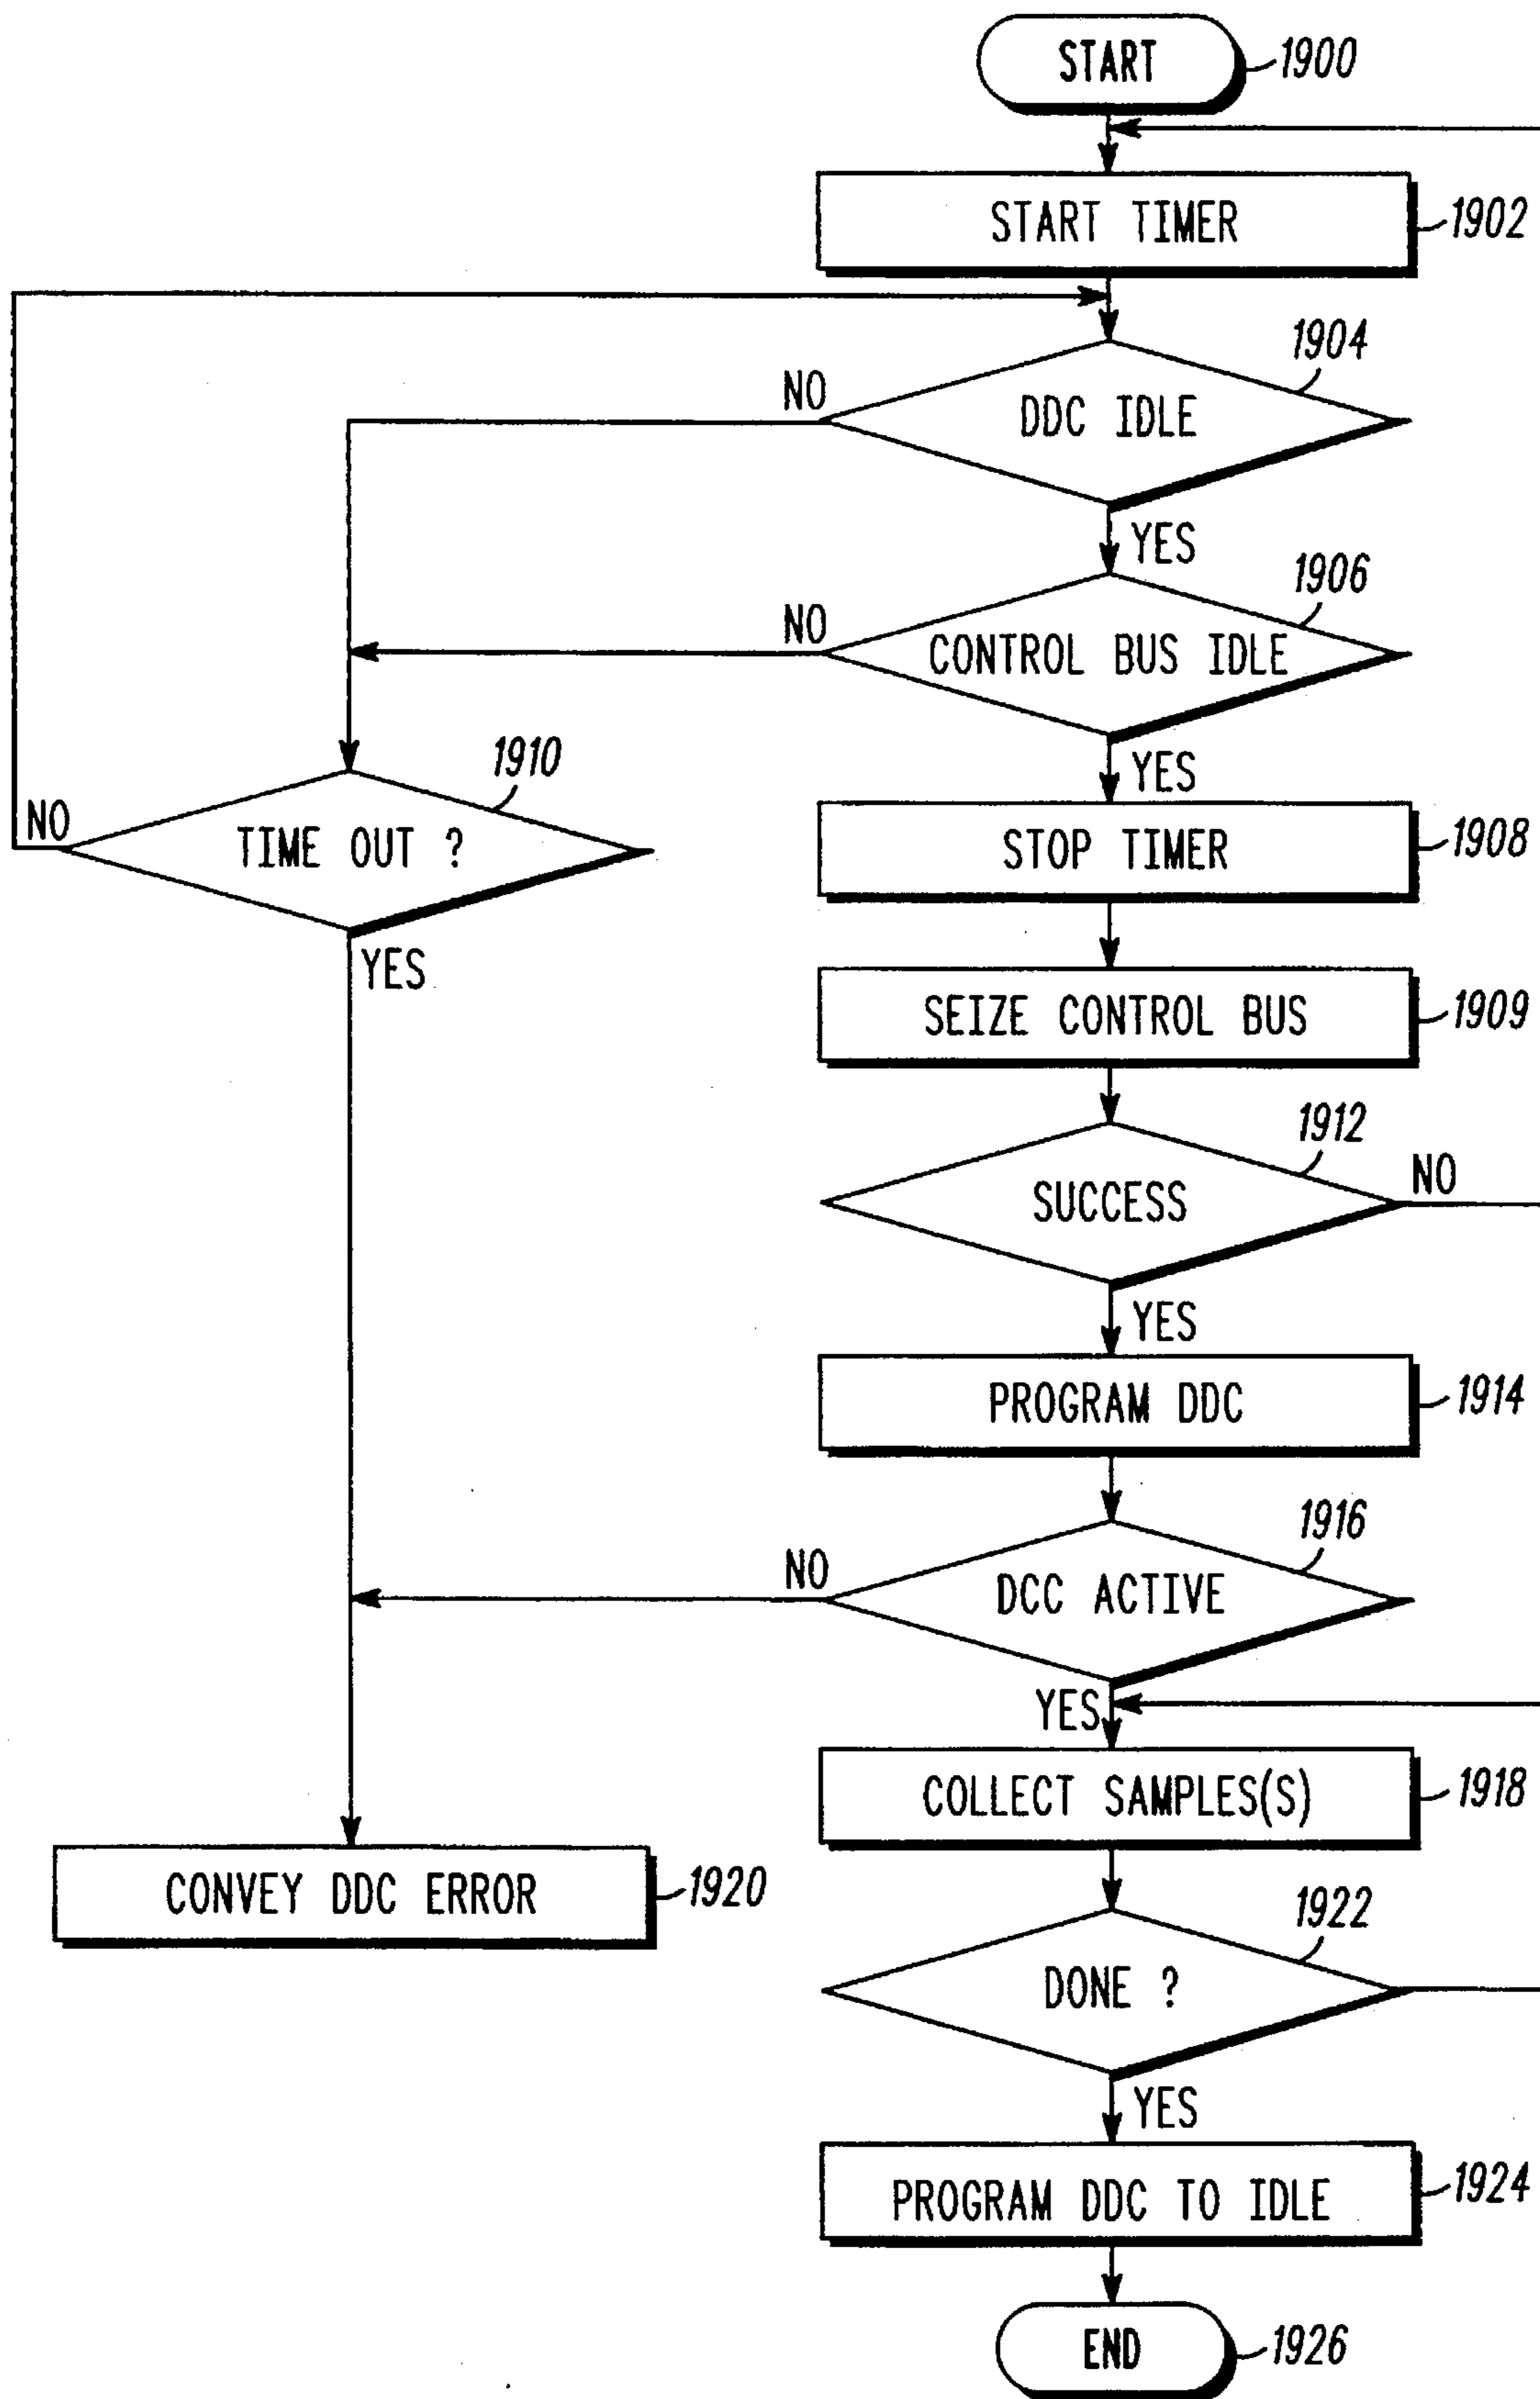 START 1900
START TIMER 1902
1904
NO DDC IDLE
YES
1906
NO CONTROL BUS IDLE
1910
YES
NO TIME OUT ?
STOP TIMER 1908
YES
SEIZE CONTROL BUS 1909
1912
SUCCESS NO
YES
PROGRAM DDC 1914
1916
NO DCC ACTIVE
YES
COLLECT SAMPLES(S) 1918
CONVEY DDC ERROR 1920
1922
DONE ?
YES
PROGRAM DDC TO IDLE 1924
END 1926